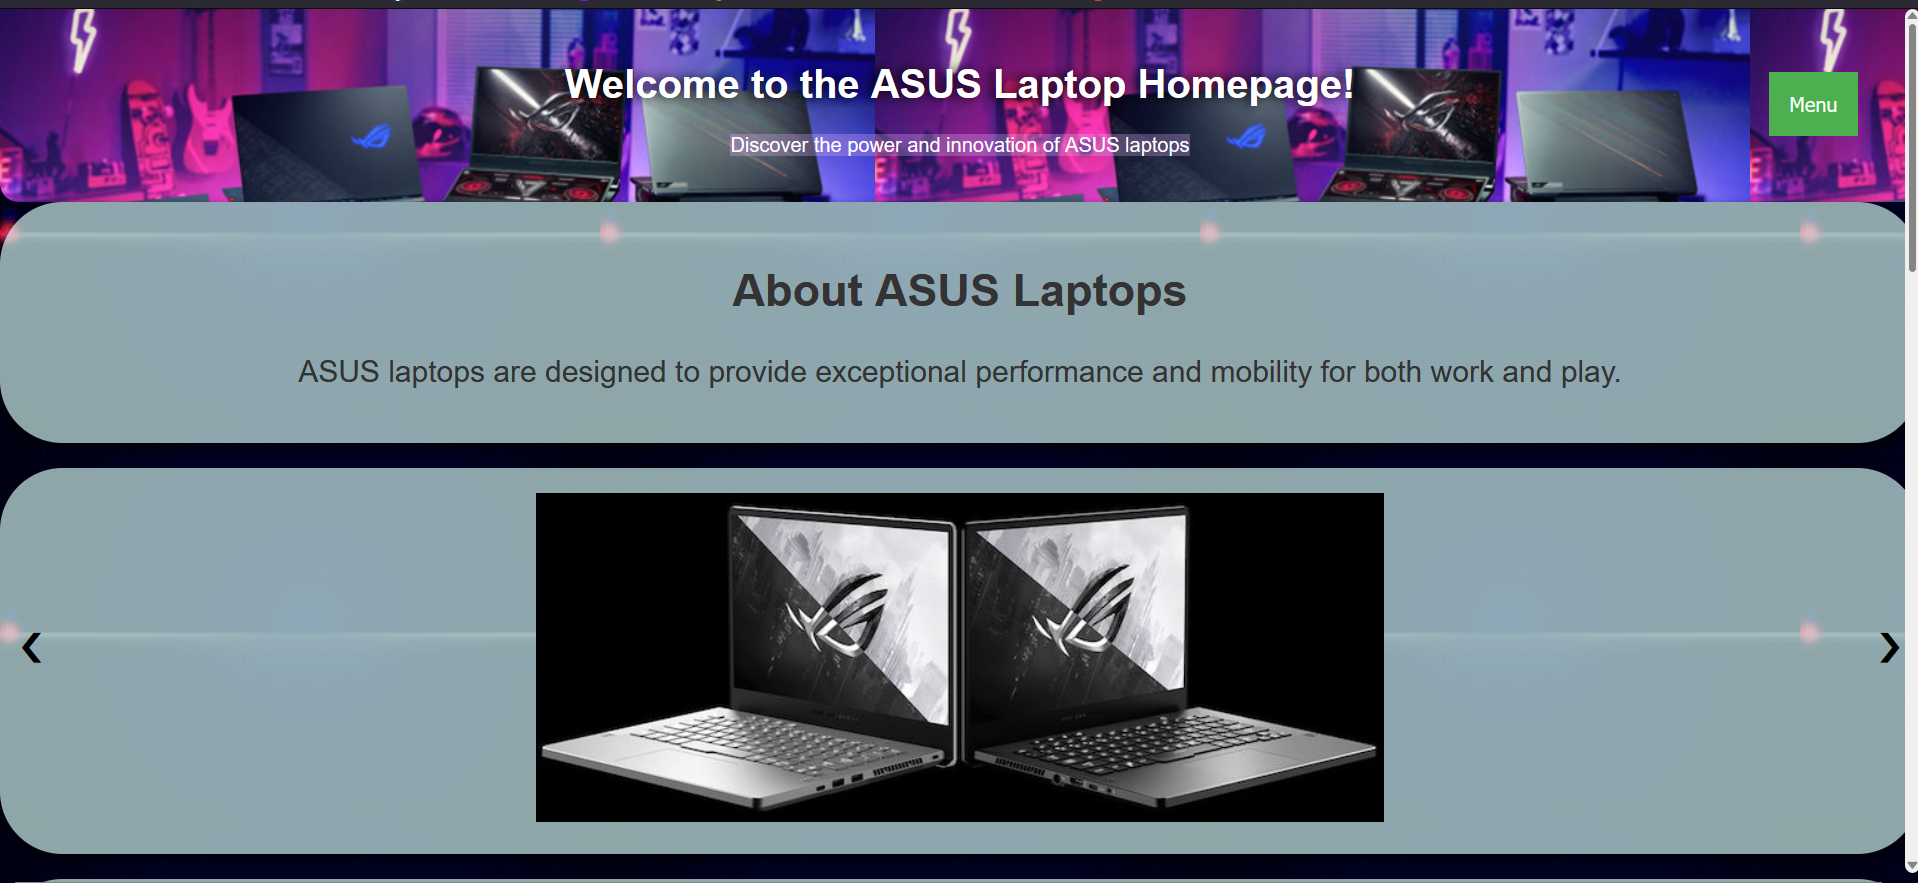 Welcome to the ASUS Laptop Homepage!
Menu
Discover the power and innovation of ASUS laptops
About ASUS Laptops
ASUS laptops are designed to provide exceptional performance and mobility for both work and play.